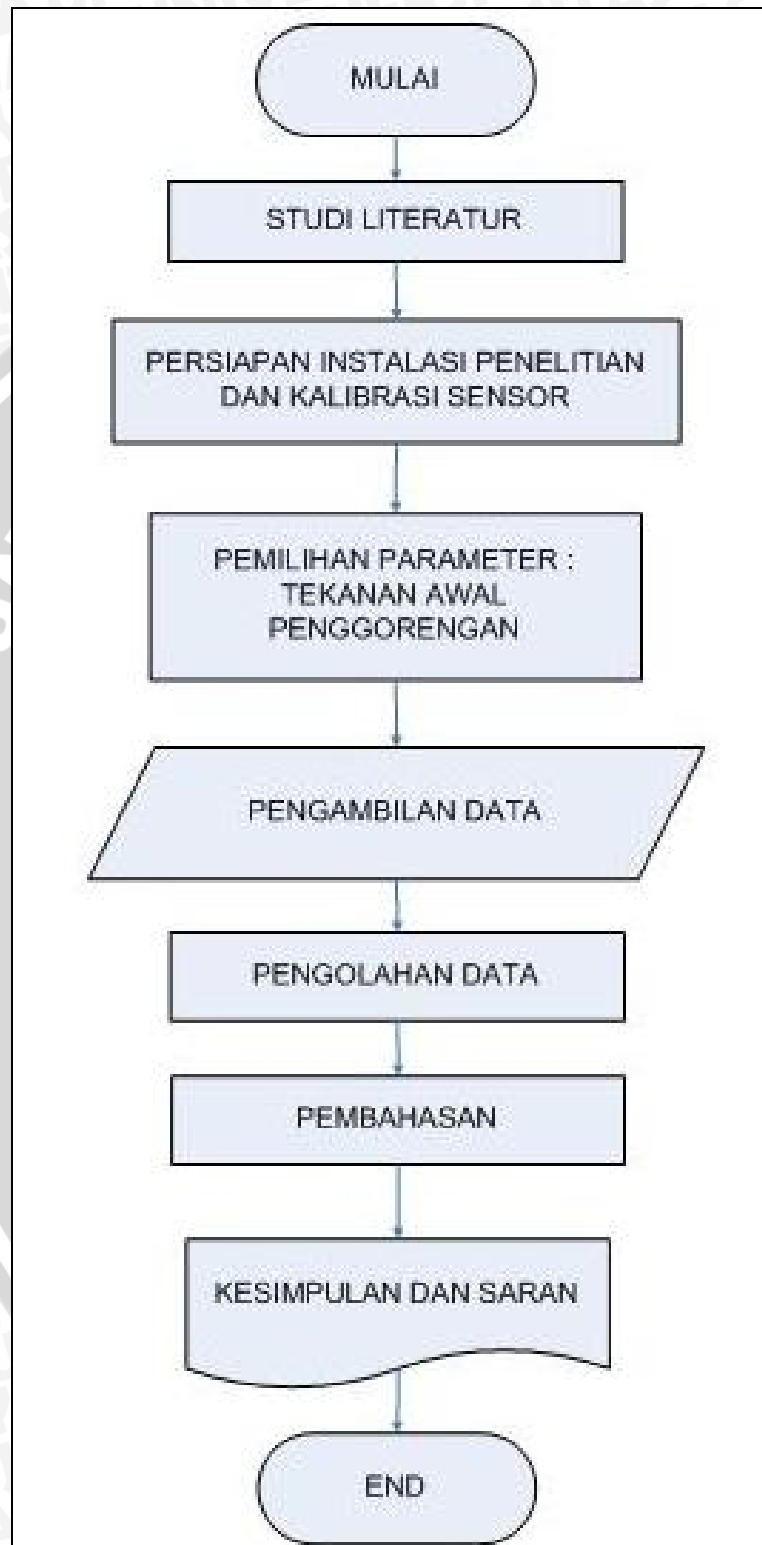 MULAI
STUDI LITERATUR
PERSIAPAN INSTALASI PENELITIAN
DAN KALIBRASI SENSOR
PEMILIHAN PARAMETER :
TEKANAN AWAL
PENGGORENGAN
PENGAMBILAN DATA
PENGOLAHAN DATA
PEMBAHASAN
KESIMPULAN DAN SARAN
END